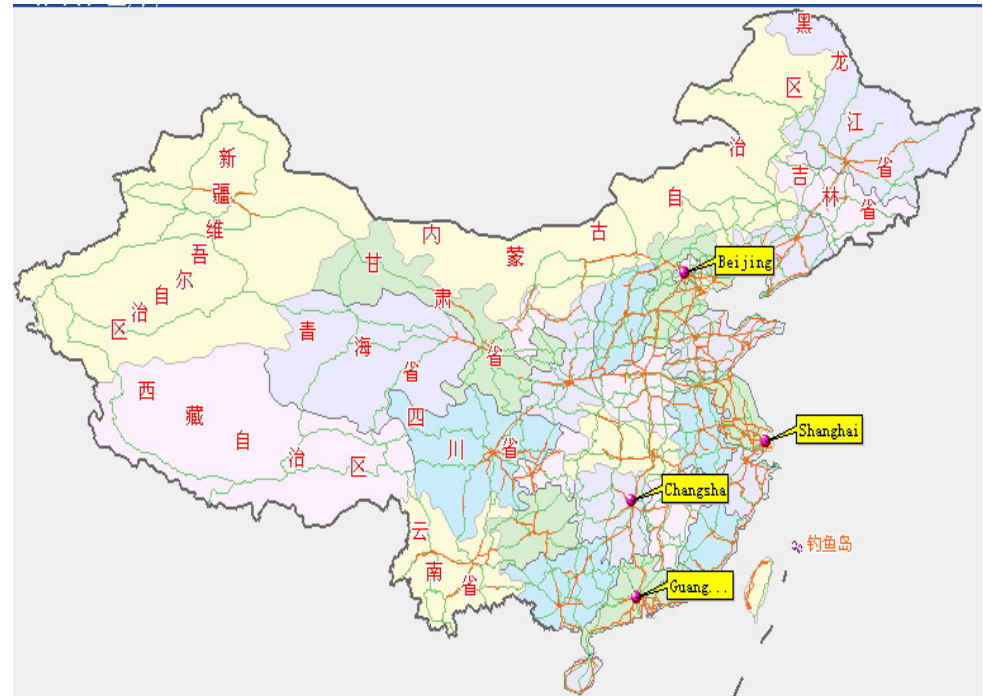 黑龙江省
吉林省
内蒙古自治区
新疆维吾尔自治区
甘肃省
青海省
西藏自治区
四川省
云南省
Beijing
Shanghai
Changsha
Guang...
钓鱼岛